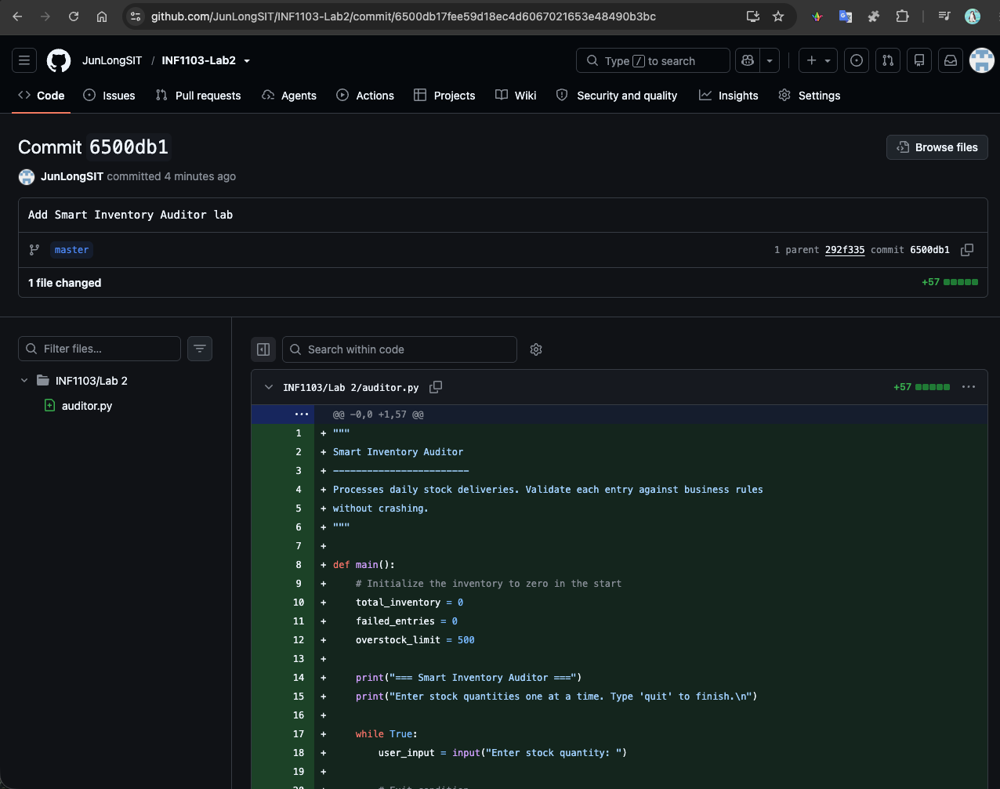 github.com/JunLongSIT/INF1103-Lab2/commit/6500db17fee59d18ec4d6067021653e48490b3bc
JunLongSIT / INF1103-Lab2
Type / to search
Code Issues Pull requests Agents Actions Projects Wiki Security and quality Insights Settings
Commit 6500db1
Browse files
JunLongSIT committed 4 minutes ago
Add Smart Inventory Auditor lab
master
1 parent 292f335 commit 6500db1
1 file changed
+57
Filter files...
Search within code
INF1103/Lab 2
auditor.py
INF1103/Lab 2/auditor.py
+57
@@ -0,0 +1,57 @@
1 + """
2 + Smart Inventory Auditor
3 + ------------------------
4 + Processes daily stock deliveries. Validate each entry against business rules
5 + without crashing.
6 + """
7 +
8 + def main():
9 + # Initialize the inventory to zero in the start
10 + total_inventory = 0
11 + failed_entries = 0
12 + overstock_limit = 500
13 +
14 + print("=== Smart Inventory Auditor ===")
15 + print("Enter stock quantities one at a time. Type 'quit' to finish.\n")
16 +
17 + while True:
18 + user_input = input("Enter stock quantity: ")
19 +
20 + # Exit condition